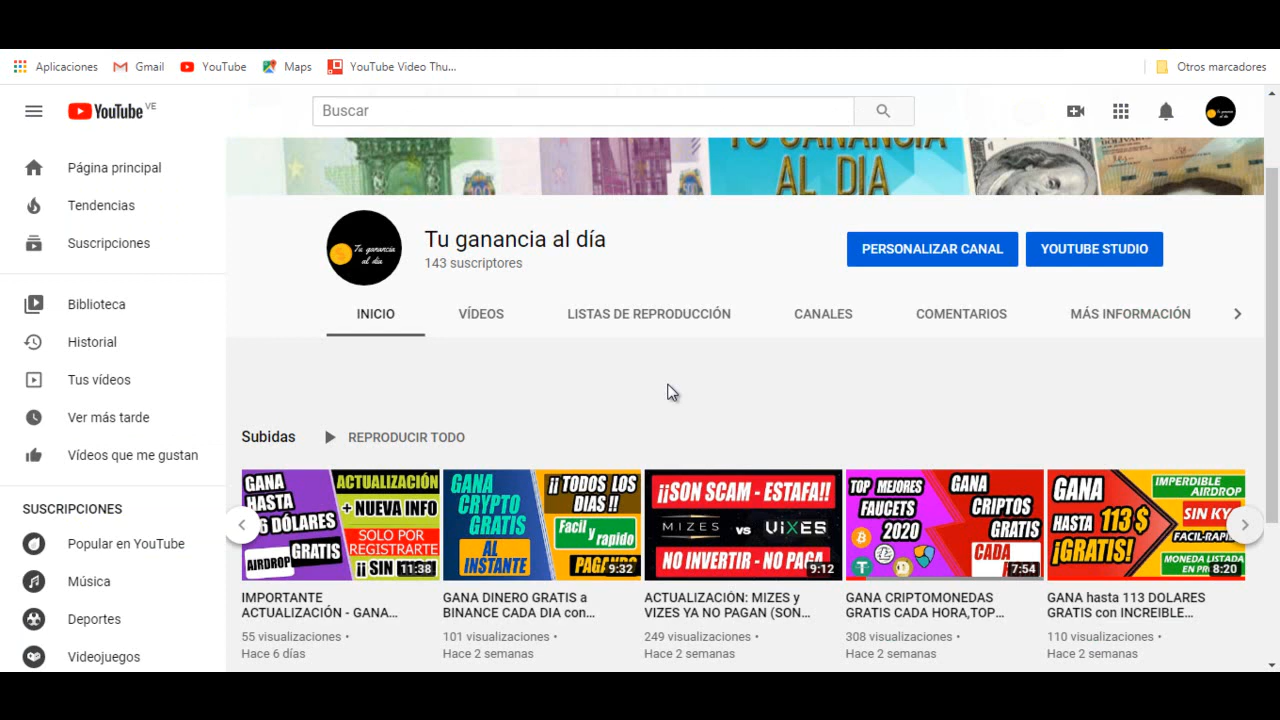 Aplicaciones Gmail YouTube Maps YouTube Video Thu... Otros marcadores
YouTube VE Buscar
TU GANANCIA
AL DIA
Página principal
Tendencias
Suscripciones
Biblioteca
Historial
Tus vídeos
Ver más tarde
Vídeos que me gustan
SUSCRIPCIONES
Popular en YouTube
Música
Deportes
Videojuegos
Tu ganancia
al día
Tu ganancia al día
143 suscriptores
PERSONALIZAR CANAL YOUTUBE STUDIO
INICIO VÍDEOS LISTAS DE REPRODUCCIÓN CANALES COMENTARIOS MÁS INFORMACIÓN
Subidas REPRODUCIR TODO
GANA
HASTA
6 DÓLARES
GRATIS
AIRDROP
ACTUALIZACIÓN
+ NUEVA INFO
SOLO POR
REGISTRARTE
¡¡ SIN
11:38
IMPORTANTE
ACTUALIZACIÓN - GANA...
55 visualizaciones •
Hace 6 días
GANA
CRYPTO
GRATIS
AL
INSTANTE
¡¡ TODOS LOS
DIAS !!
Facil y
rapido
9:32
GANA DINERO GRATIS a
BINANCE CADA DIA con...
101 visualizaciones •
Hace 2 semanas
¡¡SON SCAM - ESTAFA!!
MIZES vs VIXES
NO INVERTIR - NO PAGA
9:12
ACTUALIZACIÓN: MIZES y
VIZES YA NO PAGAN (SON...
249 visualizaciones •
Hace 2 semanas
TOP MEJORES
FAUCETS
2020
GANA
CRIPTOS
GRATIS
CADA
7:54
GANA CRIPTOMONEDAS
GRATIS CADA HORA,TOP...
308 visualizaciones •
Hace 2 semanas
GANA
HASTA 113 $
¡GRATIS!
IMPERDIBLE
AIRDROP
SIN KY
FACIL-RAPI
MONEDA LISTADA
8:20
GANA hasta 113 DOLARES
GRATIS con INCREIBLE...
110 visualizaciones •
Hace 2 semanas